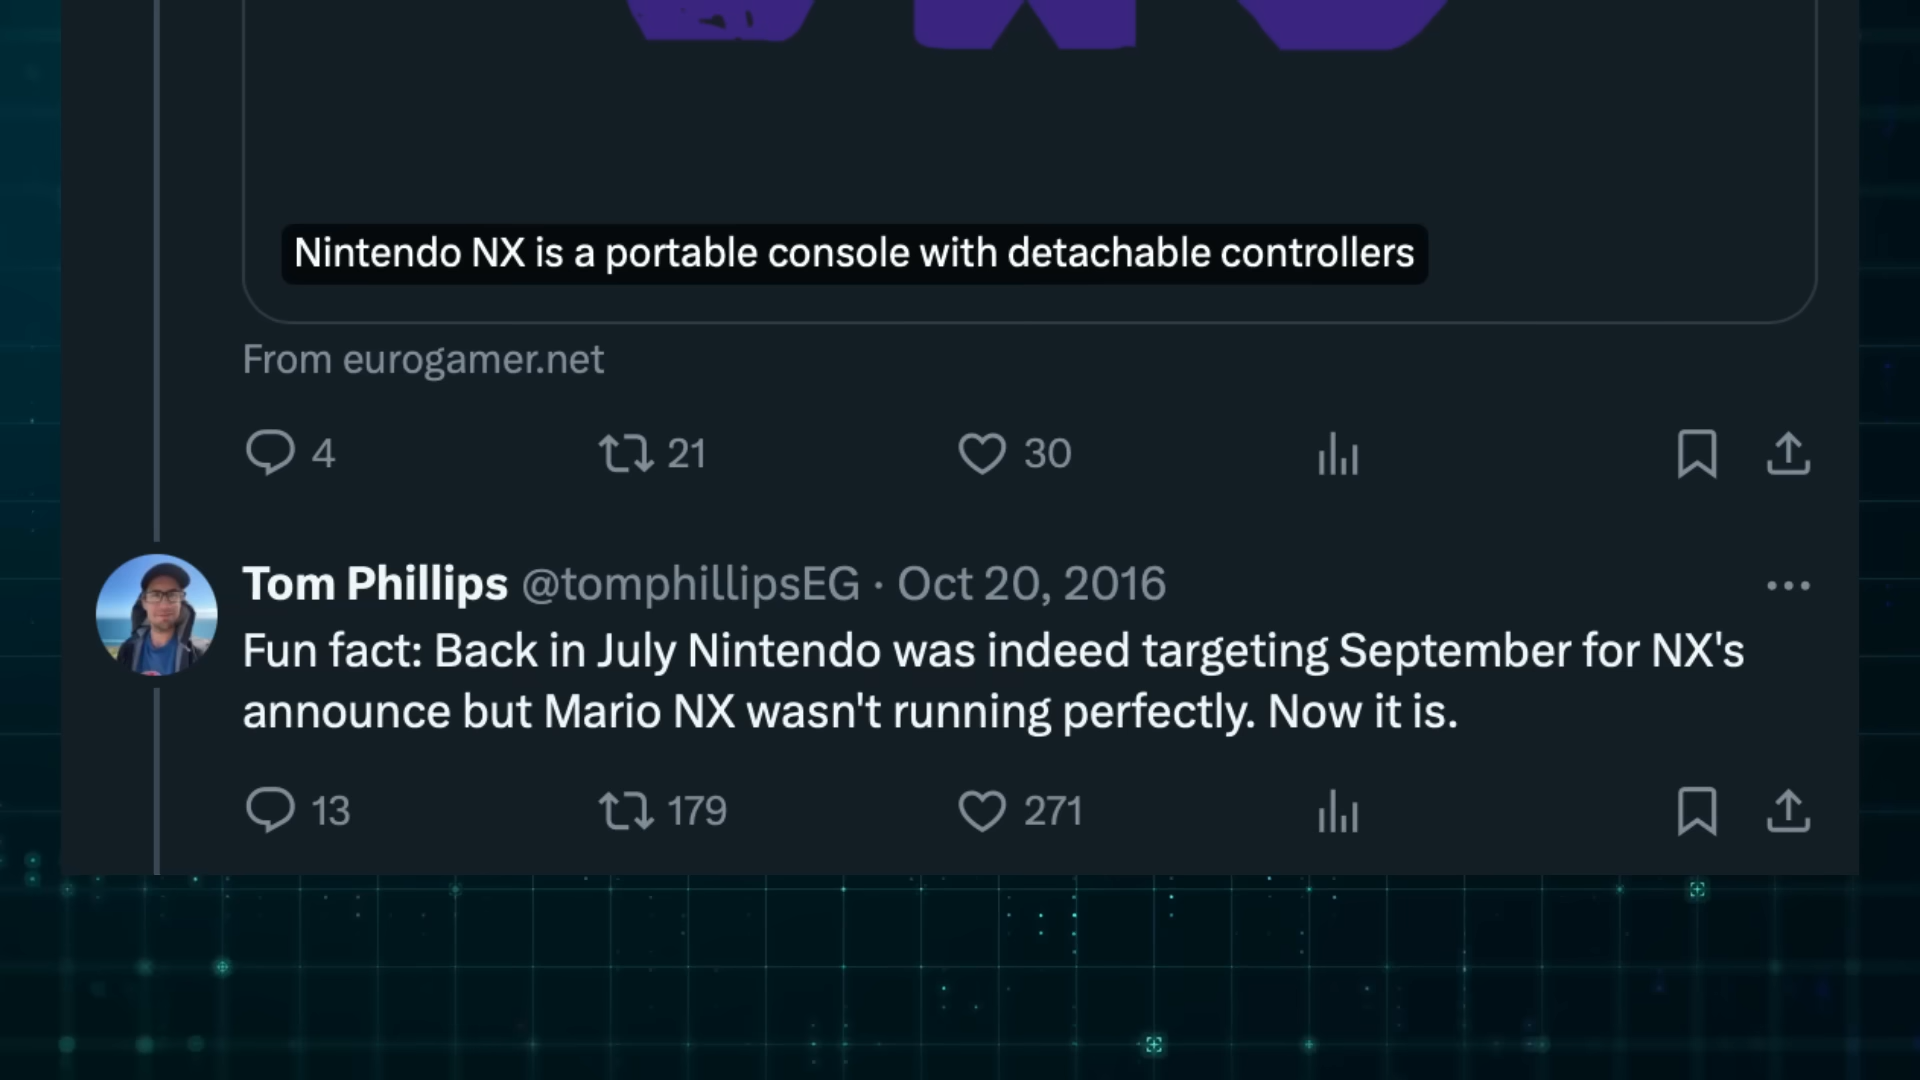 Nintendo NX is a portable console with detachable controllers
From eurogamer.net
4 21 30
Tom Phillips @tomphillipsEG · Oct 20, 2016
Fun fact: Back in July Nintendo was indeed targeting September for NX's
announce but Mario NX wasn't running perfectly. Now it is.
13 179 271